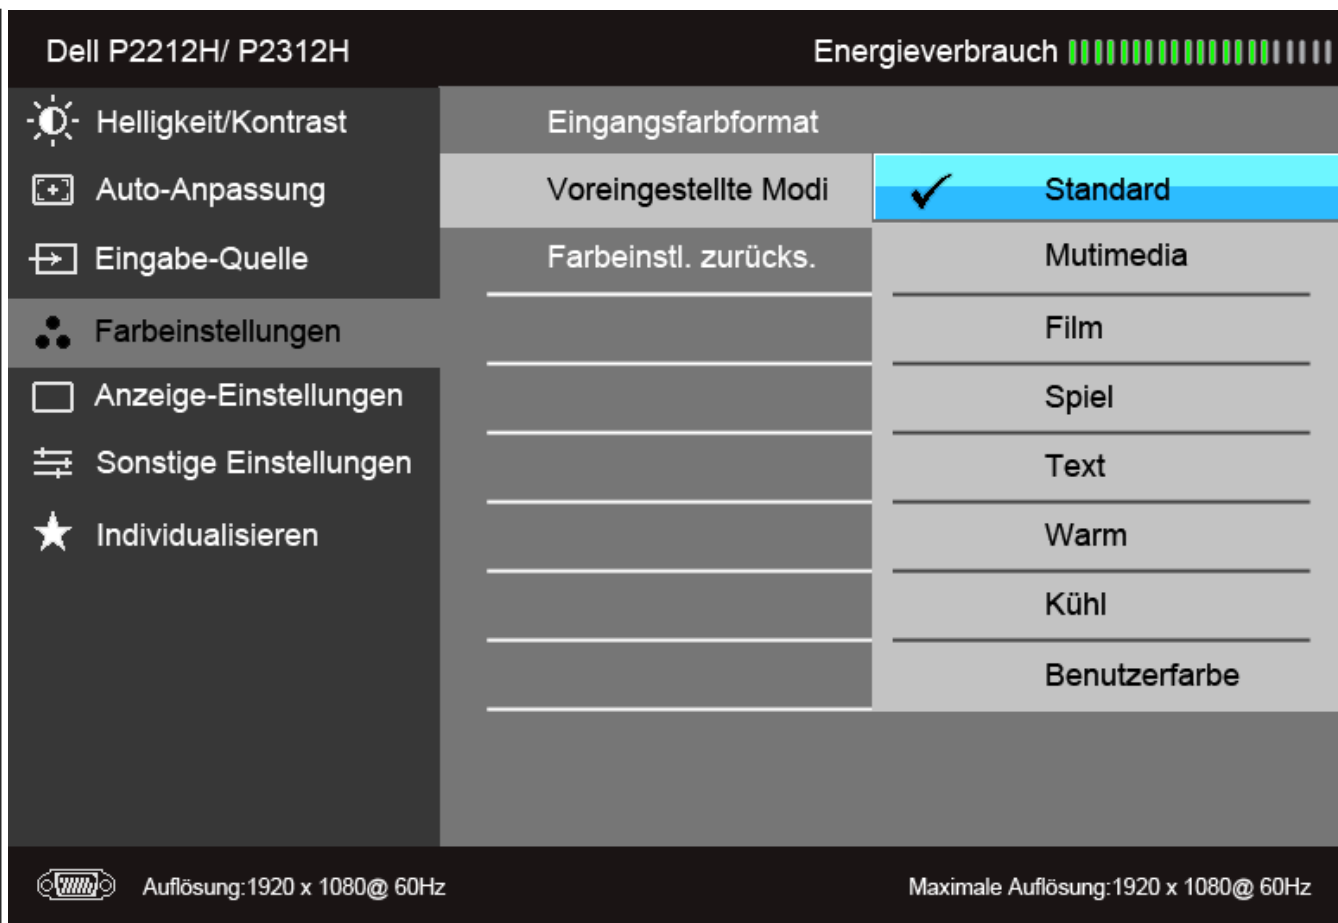 Dell P2212H/ P2312H
Energieverbrauch
Helligkeit/Kontrast
Auto-Anpassung
Eingabe-Quelle
Farbeinstellungen
Anzeige-Einstellungen
Sonstige Einstellungen
Individualisieren
Eingangsfarbformat
Voreingestellte Modi
Farbeinstl. zurücks.
Standard
Mutimedia
Film
Spiel
Text
Warm
Kühl
Benutzerfarbe
Auflösung:1920 x 1080@ 60Hz
Maximale Auflösung:1920 x 1080@ 60Hz